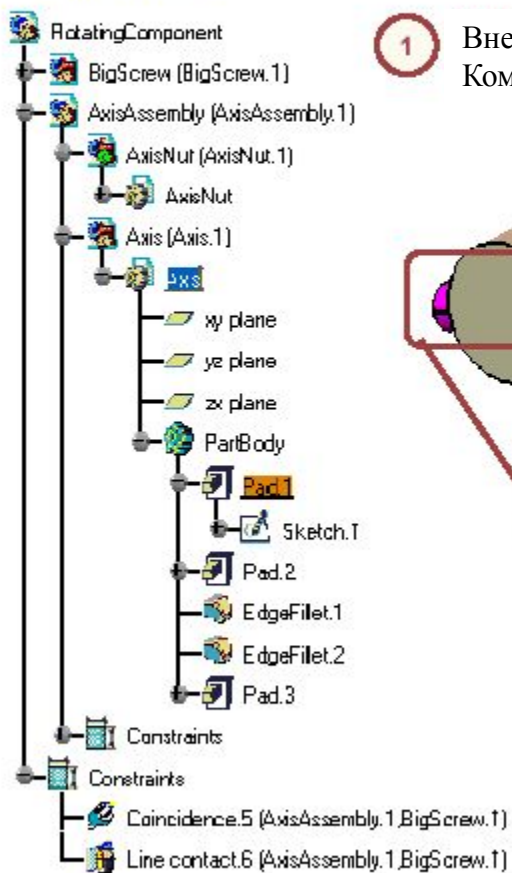 RotatingComponent
BigScrew (BigScrew.1)
AxisAssembly (AxisAssembly.1)
AxisNut (AxisNut.1)
AxisNut
Axis (Axis.1)
Axis
xy plane
yz plane
zx plane
PartBody
Pad.1
Sketch.1
Pad.2
EdgeFillet.1
EdgeFillet.2
Pad.3
Constraints
Constraints
Coincidence.5 (AxisAssembly.1,BigScrew.1)
Line contact.6 (AxisAssembly.1,BigScrew.1)
1
Вне
Ком